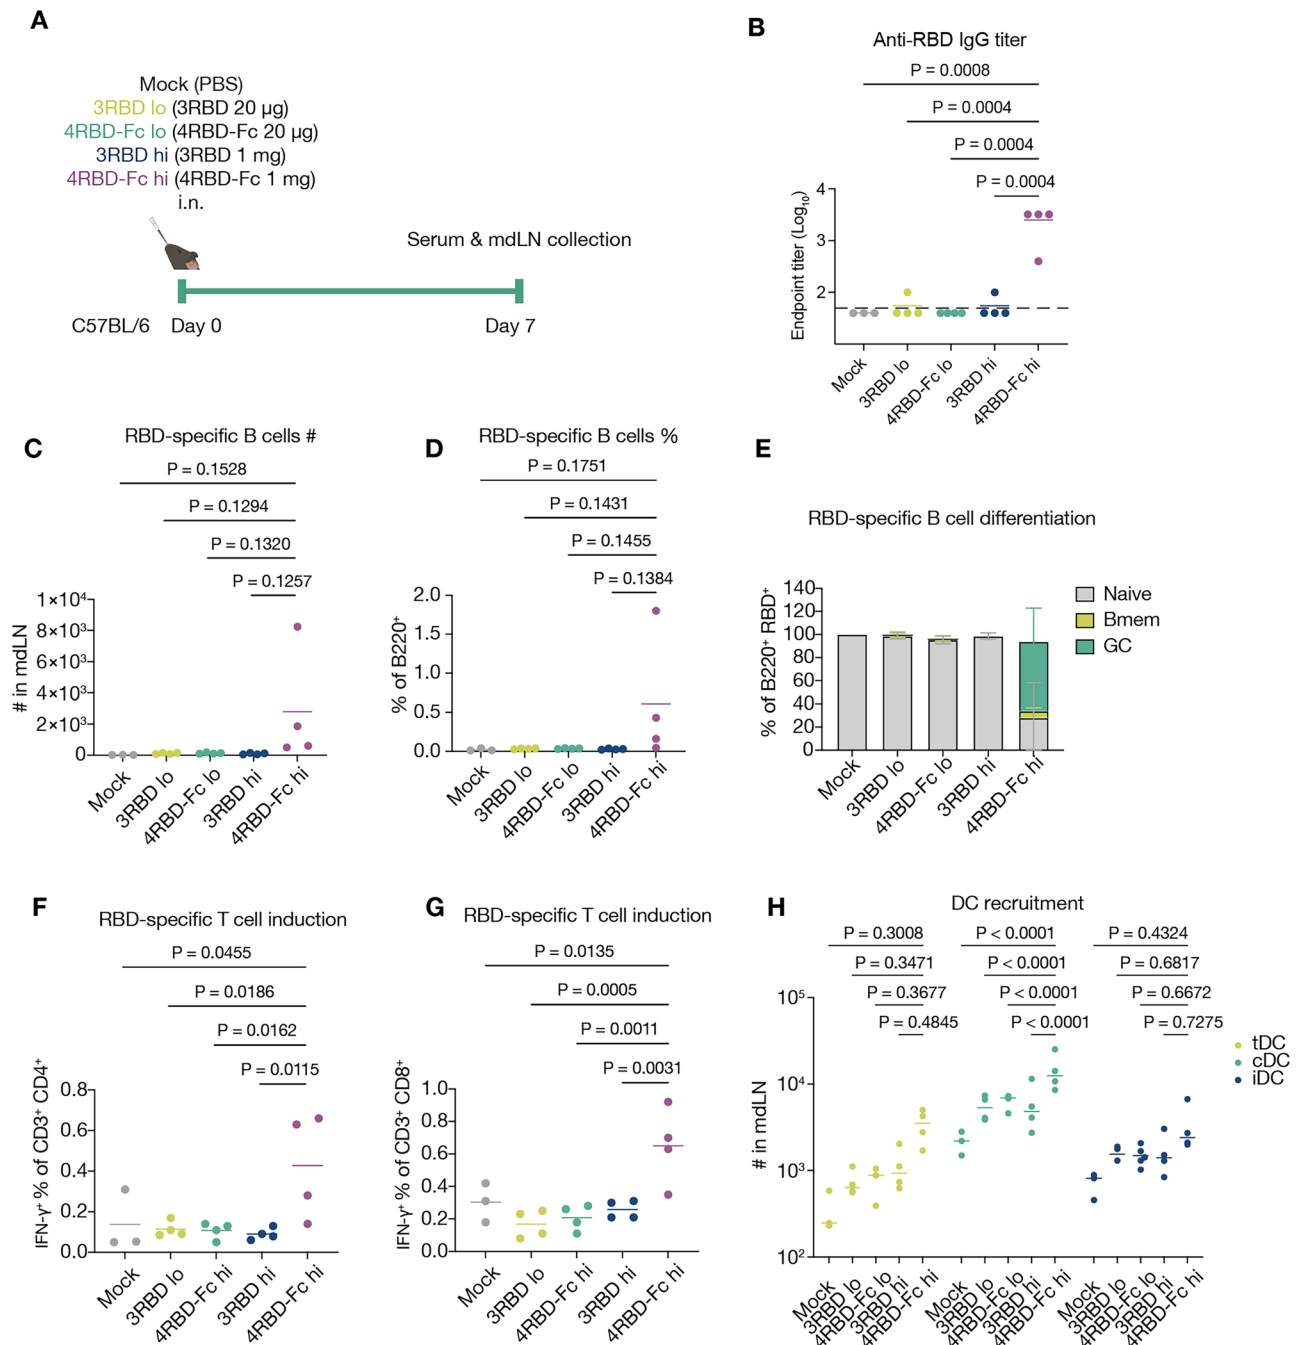 A
Mock (PBS)
3RBD lo (3RBD 20 µg)
4RBD-Fc lo (4RBD-Fc 20 µg)
3RBD hi (3RBD 1 mg)
4RBD-Fc hi (4RBD-Fc 1 mg)
i.n.
Serum & mdLN collection
C57BL/6 Day 0 Day 7
B
Anti-RBD IgG titer
P = 0.0008
P = 0.0004
P = 0.0004
P = 0.0004
Endpoint titer (Log₁₀)
4
3
2
Mock
3RBD lo
4RBD-Fc lo
3RBD hi
4RBD-Fc hi
C
RBD-specific B cells #
P = 0.1528
P = 0.1294
P = 0.1320
P = 0.1257
# in mdLN
1×10⁴
8×10³
6×10³
4×10³
2×10³
0
Mock
3RBD lo
4RBD-Fc lo
3RBD hi
4RBD-Fc hi
D
RBD-specific B cells %
P = 0.1751
P = 0.1431
P = 0.1455
P = 0.1384
% of B220⁺
2.0
1.5
1.0
0.5
0.0
Mock
3RBD lo
4RBD-Fc lo
3RBD hi
4RBD-Fc hi
E
RBD-specific B cell differentiation
% of B220⁺ RBD⁺
140
120
100
80
60
40
20
0
Mock
3RBD lo
4RBD-Fc lo
3RBD hi
4RBD-Fc hi
Naive
Bmem
GC
F
RBD-specific T cell induction
P = 0.0455
P = 0.0186
P = 0.0162
P = 0.0115
IFN-γ⁺ % of CD3⁺ CD4⁺
0.8
0.6
0.4
0.2
0.0
Mock
3RBD lo
4RBD-Fc hi
3RBD hi
4RBD-Fc hi
G
RBD-specific T cell induction
P = 0.0135
P = 0.0005
P = 0.0011
P = 0.0031
IFN-γ⁺ % of CD3⁺ CD8⁺
1.0
0.8
0.6
0.4
0.2
0.0
Mock
3RBD lo
4RBD-Fc hi
3RBD hi
4RBD-Fc hi
H
DC recruitment
P = 0.3008 P < 0.0001 P = 0.4324
P = 0.3471 P < 0.0001 P = 0.6817
P = 0.3677 P < 0.0001 P = 0.6672
P = 0.4845 P < 0.0001 P = 0.7275
# in mdLN
10⁵
10⁴
10³
10²
Mock
3RBD lo
4RBD-Fc lo
3RBD hi
4RBD-Fc hi
Mock
3RBD lo
4RBD-Fc lo
3RBD hi
4RBD-Fc hi
Mock
3RBD lo
4RBD-Fc lo
3RBD hi
4RBD-Fc hi
tDC
cDC
iDC